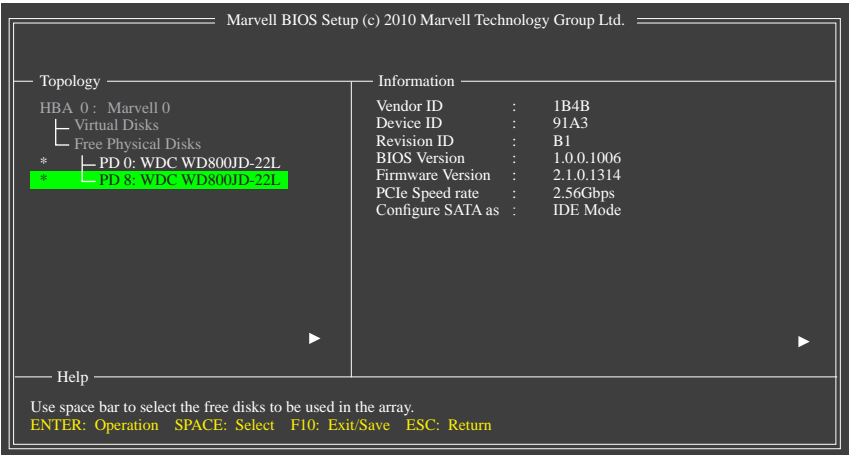 Marvell BIOS Setup (c) 2010 Marvell Technology Group Ltd.
Topology
HBA 0 : Marvell 0
Virtual Disks
Free Physical Disks
* PD 0: WDC WD800JD-22L
* PD 8: WDC WD800JD-22L
Information
Vendor ID : 1B4B
Device ID : 91A3
Revision ID : B1
BIOS Version : 1.0.0.1006
Firmware Version : 2.1.0.1314
PCIe Speed rate : 2.56Gbps
Configure SATA as : IDE Mode
Help
Use space bar to select the free disks to be used in the array.
ENTER: Operation SPACE: Select F10: Exit/Save ESC: Return